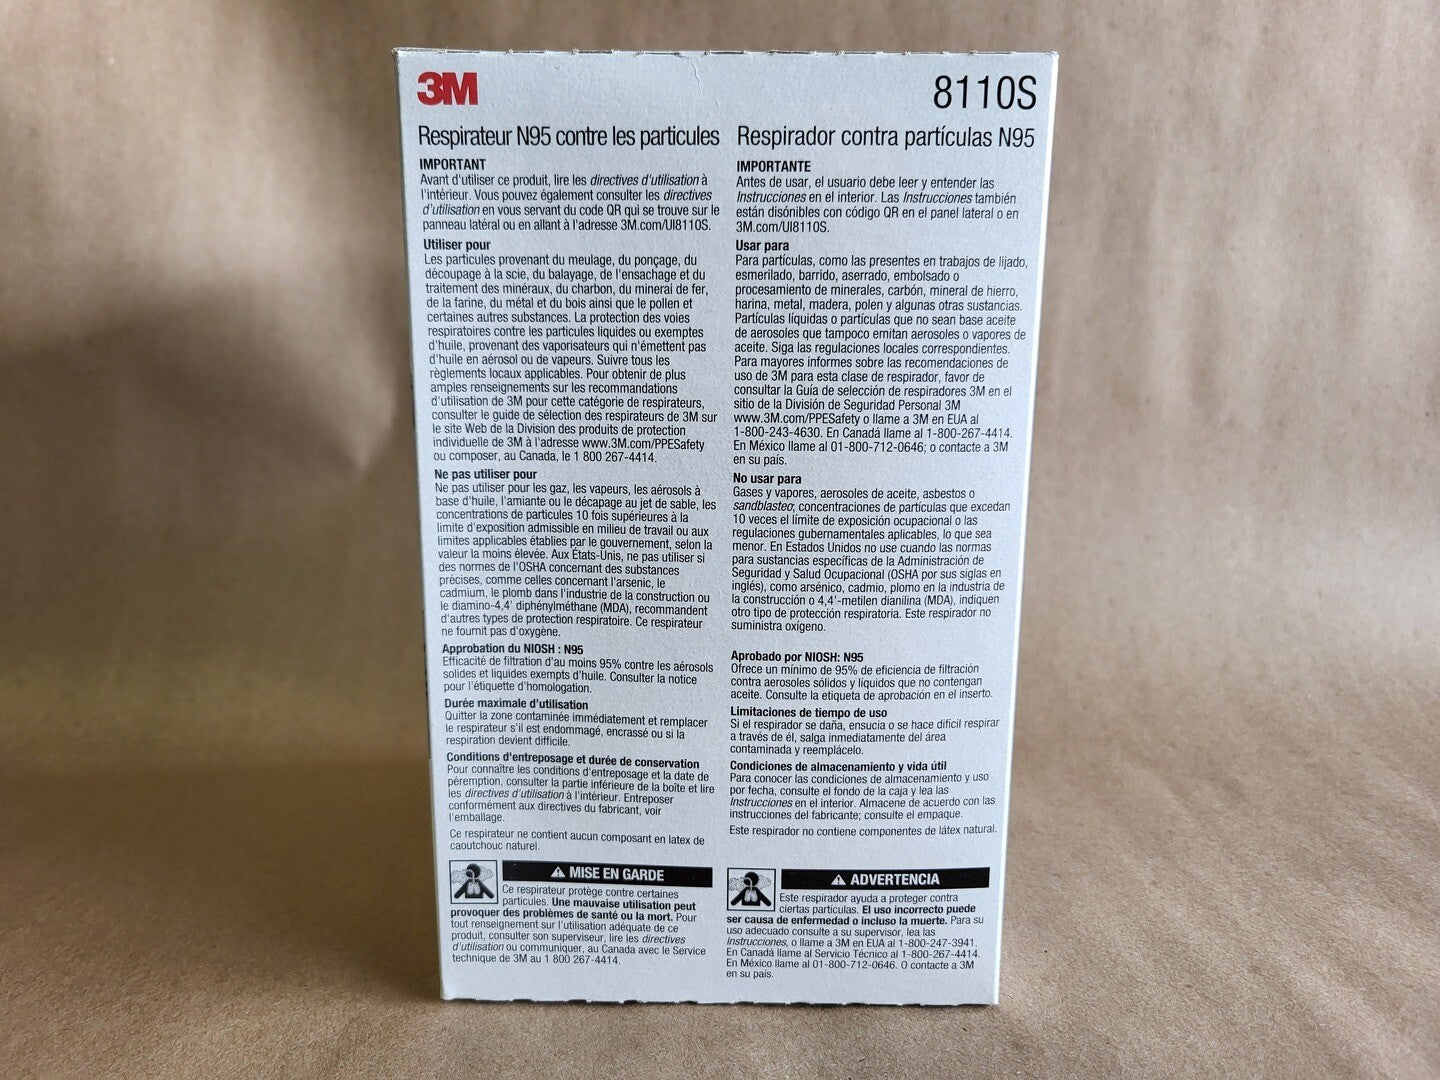 3M
8110S
Respirateur N95 contre les particules
IMPORTANT
Avant d'utiliser ce produit, lire les directives d'utilisation à
l'intérieur. Vous pouvez également consulter les directives
d'utilisation en vous servant du code QR qui se trouve sur le
panneau latéral ou en allant à l'adresse 3M.com/UI8110S.
Utiliser pour
Les particules provenant du meulage, du ponçage, du
découpage à la scie, du balayage, de l'ensachage et du
traitement des minéraux, du charbon, du minerai de fer,
de la farine, du métal et du bois ainsi que le pollen et
certaines autres substances. La protection des voies
respiratoires contre les particules liquides ou exemptes
d'huile, provenant des vaporisateurs qui n'émettent pas
d'huile en aérosol ou de vapeurs. Suivre tous les
règlements locaux applicables. Pour obtenir de plus
amples renseignements sur les recommandations
d'utilisation de 3M pour cette catégorie de respirateurs,
consulter le guide de sélection des respirateurs de 3M sur
le site Web de la Division des produits de protection
individuelle de 3M à l'adresse www.3M.com/PPESafety
ou composer, au Canada, le 1 800 267-4414.
Ne pas utiliser pour
Ne pas utiliser pour les gaz, les vapeurs, les aérosols à
base d'huile, l'amiante ou le décapage au jet de sable, les
concentrations de particules 10 fois supérieures à la
limite d'exposition admissible en milieu de travail ou aux
limites applicables établies par le gouvernement, selon la
valeur la moins élevée. Aux États-Unis, ne pas utiliser si
des normes de l'OSHA concernant des substances
précises, comme celles concernant l'arsenic, le
cadmium, le plomb dans l'industrie de la construction ou
le diamino-4,4' diphénylméthane (MDA), recommandent
d'autres types de protection respiratoire. Ce respirateur
ne fournit pas d'oxygène.
Approbation du NIOSH : N95
Efficacité de filtration d'au moins 95% contre les aérosols
solides et liquides exempts d'huile. Consulter la notice
pour l'étiquette d'homologation.
Durée maximale d'utilisation
Quitter la zone contaminée immédiatement et remplacer
le respirateur s'il est endommagé, encrassé ou si la
respiration devient difficile.
Conditions d'entreposage et durée de conservation
Pour connaître les conditions d'entreposage et la date de
péremption, consulter la partie inférieure de la boîte et lire
les directives d'utilisation à l'intérieur. Entreposer
conformément aux directives du fabricant, voir
l'emballage.
Ce respirateur ne contient aucun composant en latex de
caoutchouc naturel.
MISE EN GARDE
Ce respirateur protège contre certaines
particules. Une mauvaise utilisation peut
provoquer des problèmes de santé ou la mort. Pour
tout renseignement sur l'utilisation adéquate de ce
produit, consulter son superviseur, lire les directives
d'utilisation ou communiquer, au Canada avec le Service
technique de 3M au 1 800 267-4414.
Respirador contra partículas N95
IMPORTANTE
Antes de usar, el usuario debe leer y entender las
Instrucciones en el interior. Las Instrucciones también
están disónibles con código QR en el panel lateral o en
3M.com/UI8110S.
Usar para
Para partículas, como las presentes en trabajos de lijado,
esmerilado, barrido, aserrado, embolsado o
procesamiento de minerales, carbón, mineral de hierro,
harina, metal, madera, polen y algunas otras sustancias.
Partículas líquidas o partículas que no sean base aceite
de aerosoles que tampoco emitan aerosoles o vapores de
aceite. Siga las regulaciones locales correspondientes.
Para mayores informes sobre las recomendaciones de
uso de 3M para esta clase de respirador, favor de
consultar la Guía de selección de respiradores 3M en el
sitio de la División de Seguridad Personal 3M
www.3M.com/PPESafety o llame a 3M en EUA al
1-800-243-4630. En Canadá llame al 1-800-267-4414.
En México llame al 01-800-712-0646; o contacte a 3M
en su país.
No usar para
Gases y vapores, aerosoles de aceite, asbestos o
sandblasteo; concentraciones de partículas que excedan
10 veces el límite de exposición ocupacional o las
regulaciones gubernamentales aplicables, lo que sea
menor. En Estados Unidos no use cuando las normas
para sustancias específicas de la Administración de
Seguridad y Salud Ocupacional (OSHA por sus siglas en
inglés), como arsénico, cadmio, plomo en la industria de
la construcción o 4,4'-metilen dianilina (MDA), indiquen
otro tipo de protección respiratoria. Este respirador no
suministra oxígeno.
Aprobado por NIOSH: N95
Ofrece un mínimo de 95% de eficiencia de filtración
contra aerosoles sólidos y líquidos que no contengan
aceite. Consulte la etiqueta de aprobación en el inserto.
Limitaciones de tiempo de uso
Si el respirador se daña, ensucia o se hace difícil respirar
a través de él, salga inmediatamente del área
contaminada y reemplácelo.
Condiciones de almacenamiento y vida útil
Para conocer las condiciones de almacenamiento y uso
por fecha, consulte el fondo de la caja y lea las
Instrucciones en el interior. Almacene de acuerdo con las
instrucciones del fabricante; consulte el empaque.
Este respirador no contiene componentes de látex natural.
ADVERTENCIA
Este respirador ayuda a proteger contra
ciertas partículas. El uso incorrecto puede
ser causa de enfermedad o incluso la muerte. Para su
uso adecuado consulte a su supervisor, lea las
Instrucciones, o llame a 3M en EUA al 1-800-247-3941.
En Canadá llame al Servicio Técnico al 1-800-267-4414.
En México llame al 01-800-712-0646. O contacte a 3M
en su país.